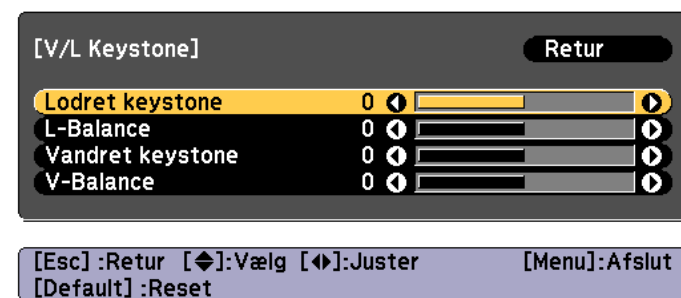 [V/L Keystone] Retur
Lodret keystone 0
L-Balance 0
Vandret keystone 0
V-Balance 0
[Esc] :Retur [◆]:Vælg [◀▶]:Juster [Menu]:Afslut
[Default] :Reset